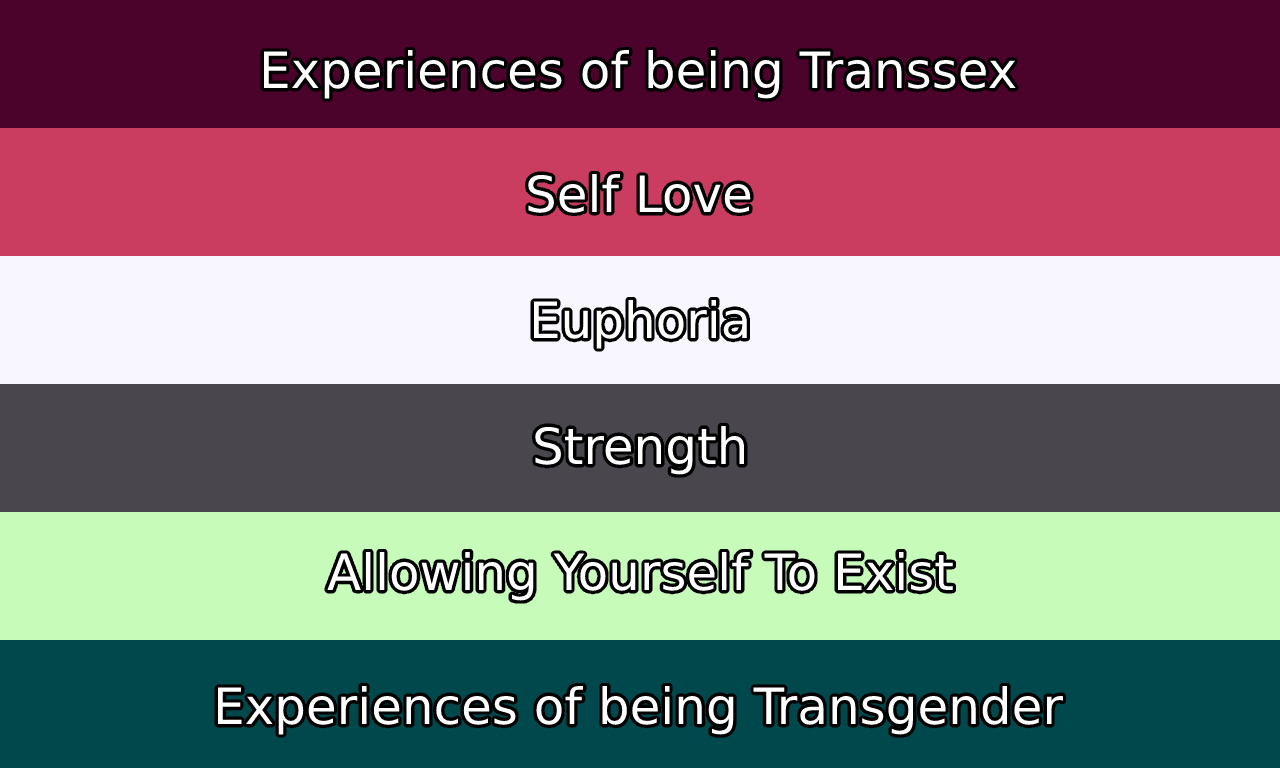 Experiences of being Transsex
Self Love
Euphoria
Strength
Allowing Yourself To Exist
Experiences of being Transgender